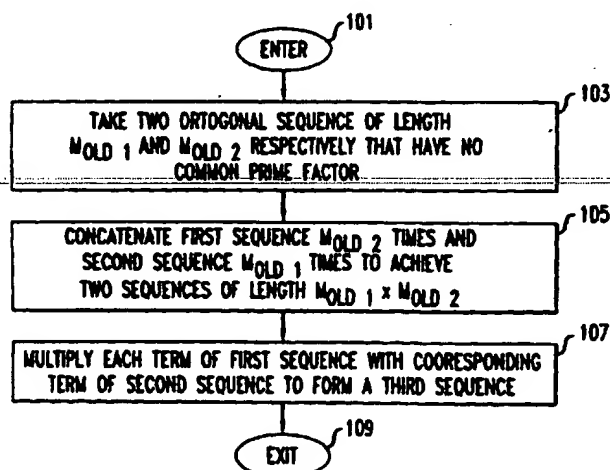 101
ENTER
103
TAKE TWO ORTOGONAL SEQUENCE OF LENGTH
MOLD 1 AND MOLD 2 RESPECTIVELY THAT HAVE NO
COMMON PRIME FACTOR
105
CONCATENATE FIRST SEQUENCE MOLD 2 TIMES AND
SECOND SEQUENCE MOLD 1 TIMES TO ACHIEVE
TWO SEQUENCES OF LENGTH MOLD 1 x MOLD 2
107
MULTIPLY EACH TERM OF FIRST SEQUENCE WITH COORESPONDING
TERM OF SECOND SEQUENCE TO FORM A THIRD SEQUENCE
109
EXIT